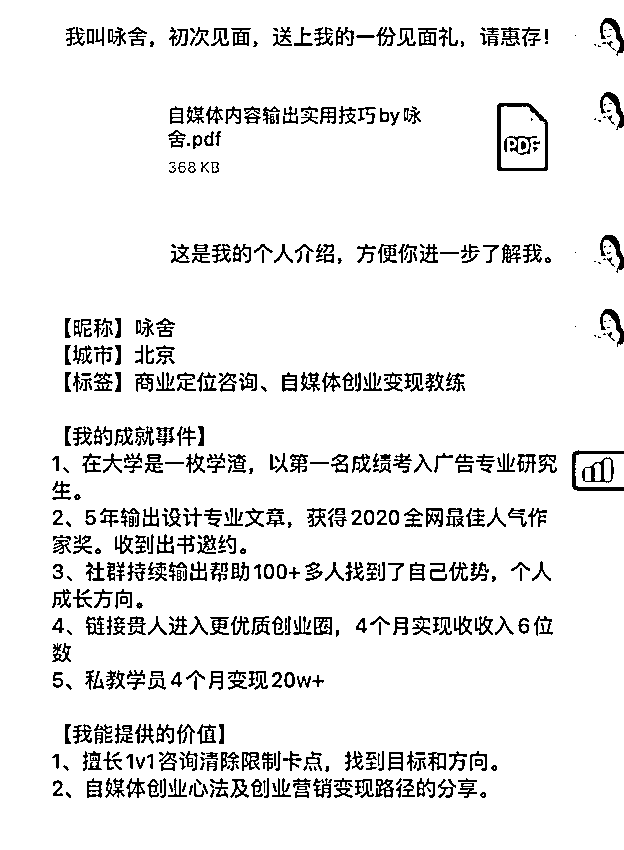 我叫咏舍，初次见面，送上我的一份见面礼，请惠存！
自媒体内容输出实用技巧by咏
舍.pdf
368 KB
PDF
这是我的个人介绍，方便你进一步了解我。
【昵称】咏舍
【城市】北京
【标签】商业定位咨询、自媒体创业变现教练
【我的成就事件】
1、在大学是一枚学渣，以第一名成绩考入广告专业研究
生。
2、5年输出设计专业文章，获得2020全网最佳人气作
家奖。收到出书邀约。
3、社群持续输出帮助100+多人找到了自己优势，个人
成长方向。
4、链接贵人进入更优质创业圈，4个月实现收收入6位
数
5、私教学员4个月变现20w+
【我能提供的价值】
1、擅长1v1咨询清除限制卡点，找到目标和方向。
2、自媒体创业心法及创业营销变现路径的分享。